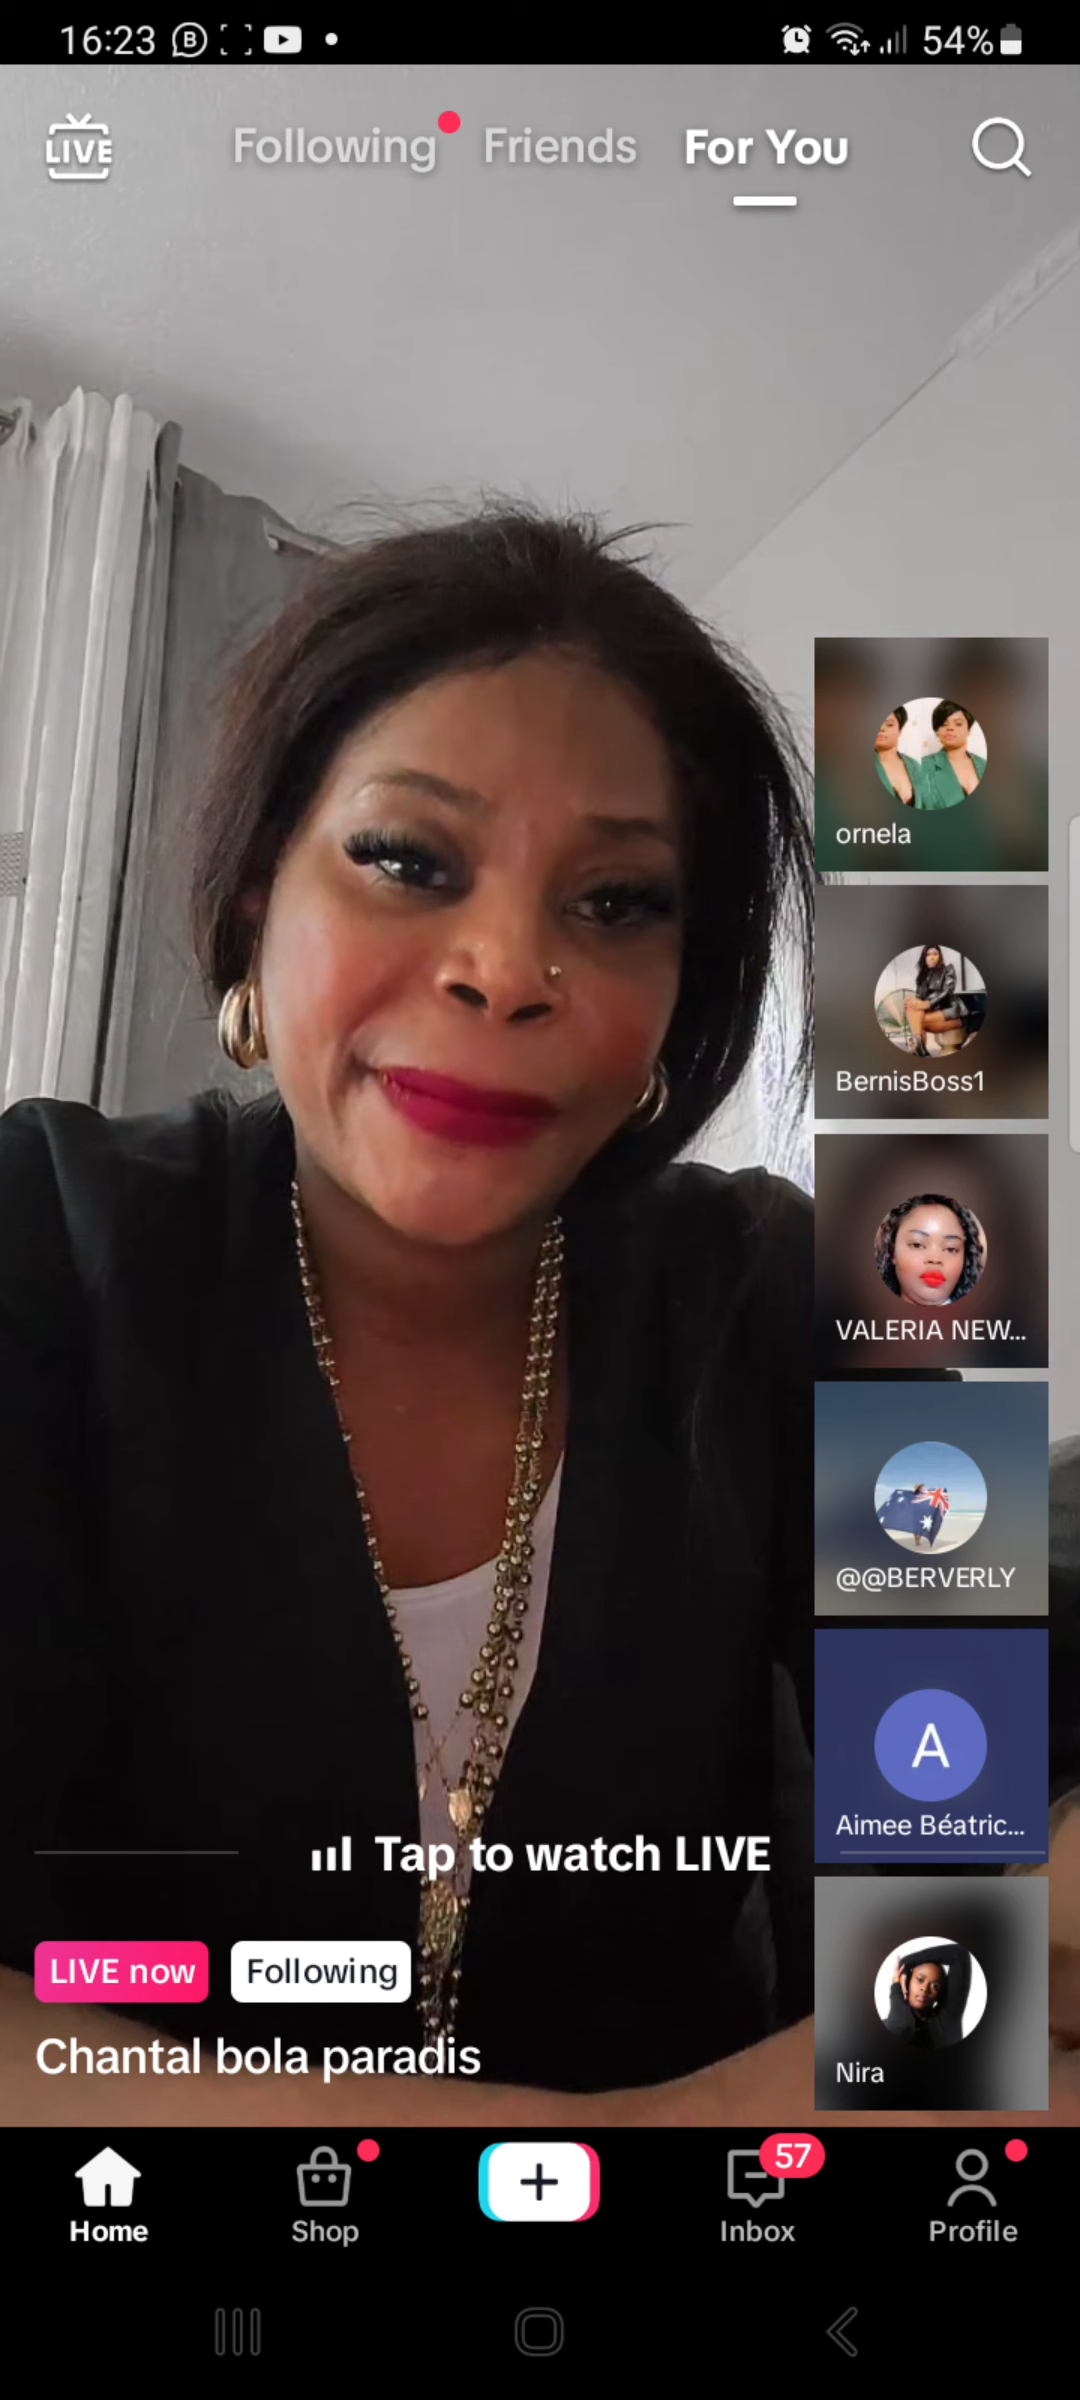 16:23
54%
LIVE
Following
Friends
For You
ornela
BernisBoss1
VALERIA NEW...
@@BERVERLY
A
Aimee Béatric...
Tap to watch LIVE
LIVE now
Following
Chantal bola paradis
Nira
Home
Shop
57
Inbox
Profile